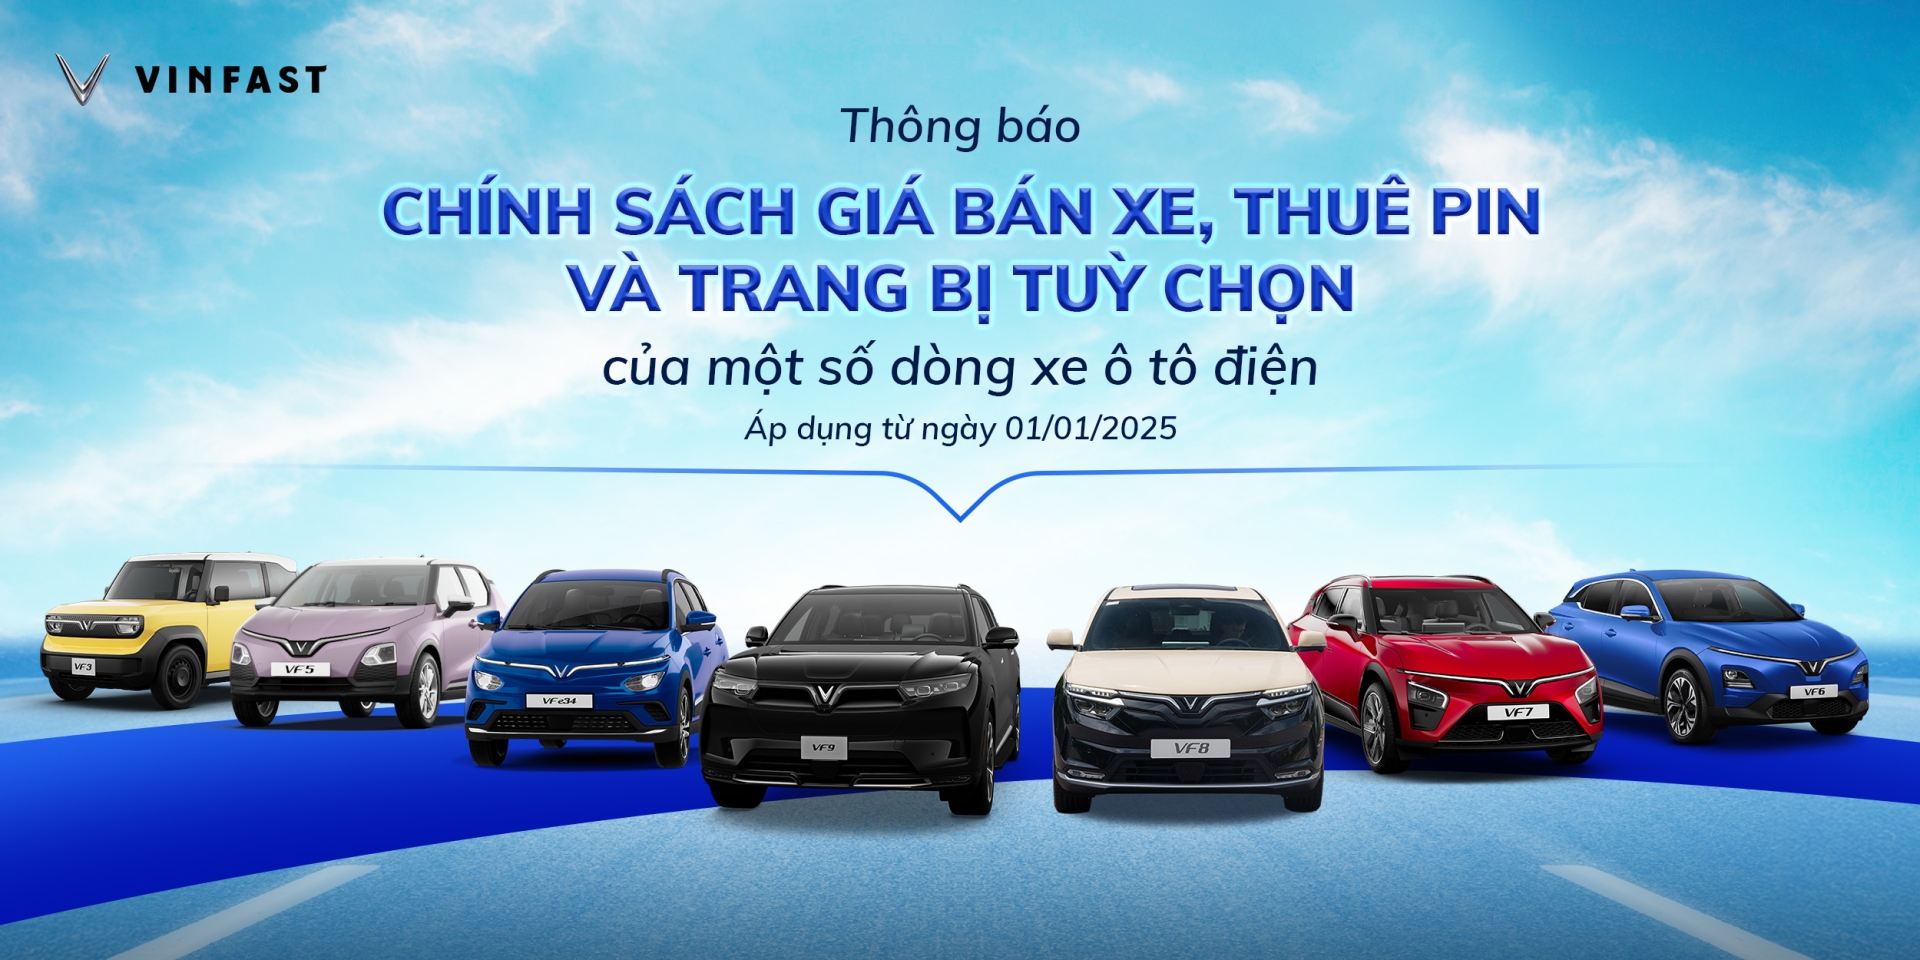 VINFAST
Thông báo
CHÍNH SÁCH GIÁ BÁN XE, THUÊ PIN
VÀ TRANG BỊ TUỲ CHỌN
của một số dòng xe ô tô điện
Áp dụng từ ngày 01/01/2025
VF3
VF5
VFe34
VF9
VF8
VF7
VF6